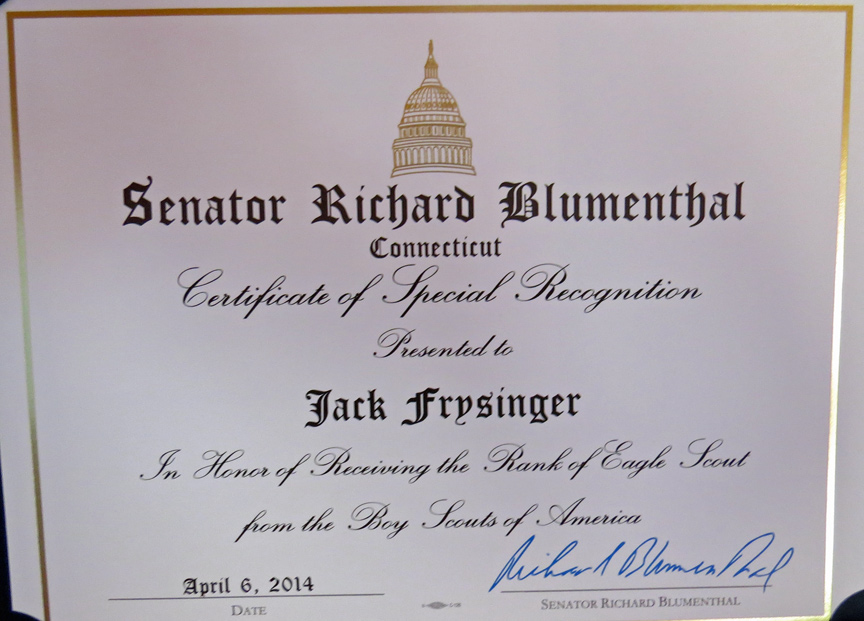 Senator Richard Blumenthal
Connecticut
Certificate of Special Recognition
Presented to
Jack Frysinger
In Honor of Receiving the Rank of Eagle Scout
from the Boy Scouts of America
Richard Blumenthal
April 6, 2014
DATE
SENATOR RICHARD BLUMENTHAL